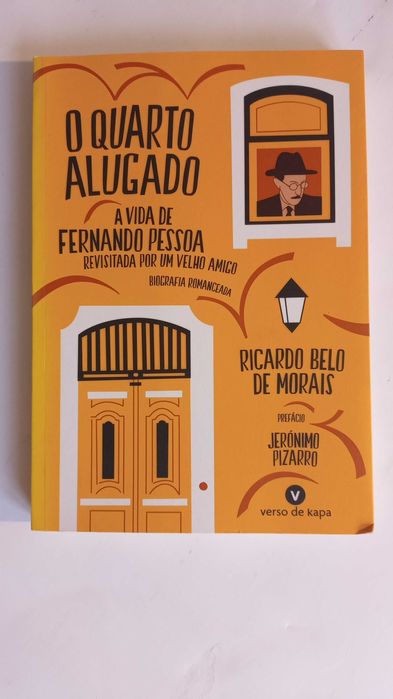 O QUARTO
ALUGADO
A VIDA DE
FERNANDO PESSOA
REVISITADA POR UM VELHO AMIGO
BIOGRAFIA ROMANCEADA
RICARDO BELO
DE MORAIS
PREFÁCIO
JERÓNIMO
PIZARRO
V
verso de kapa